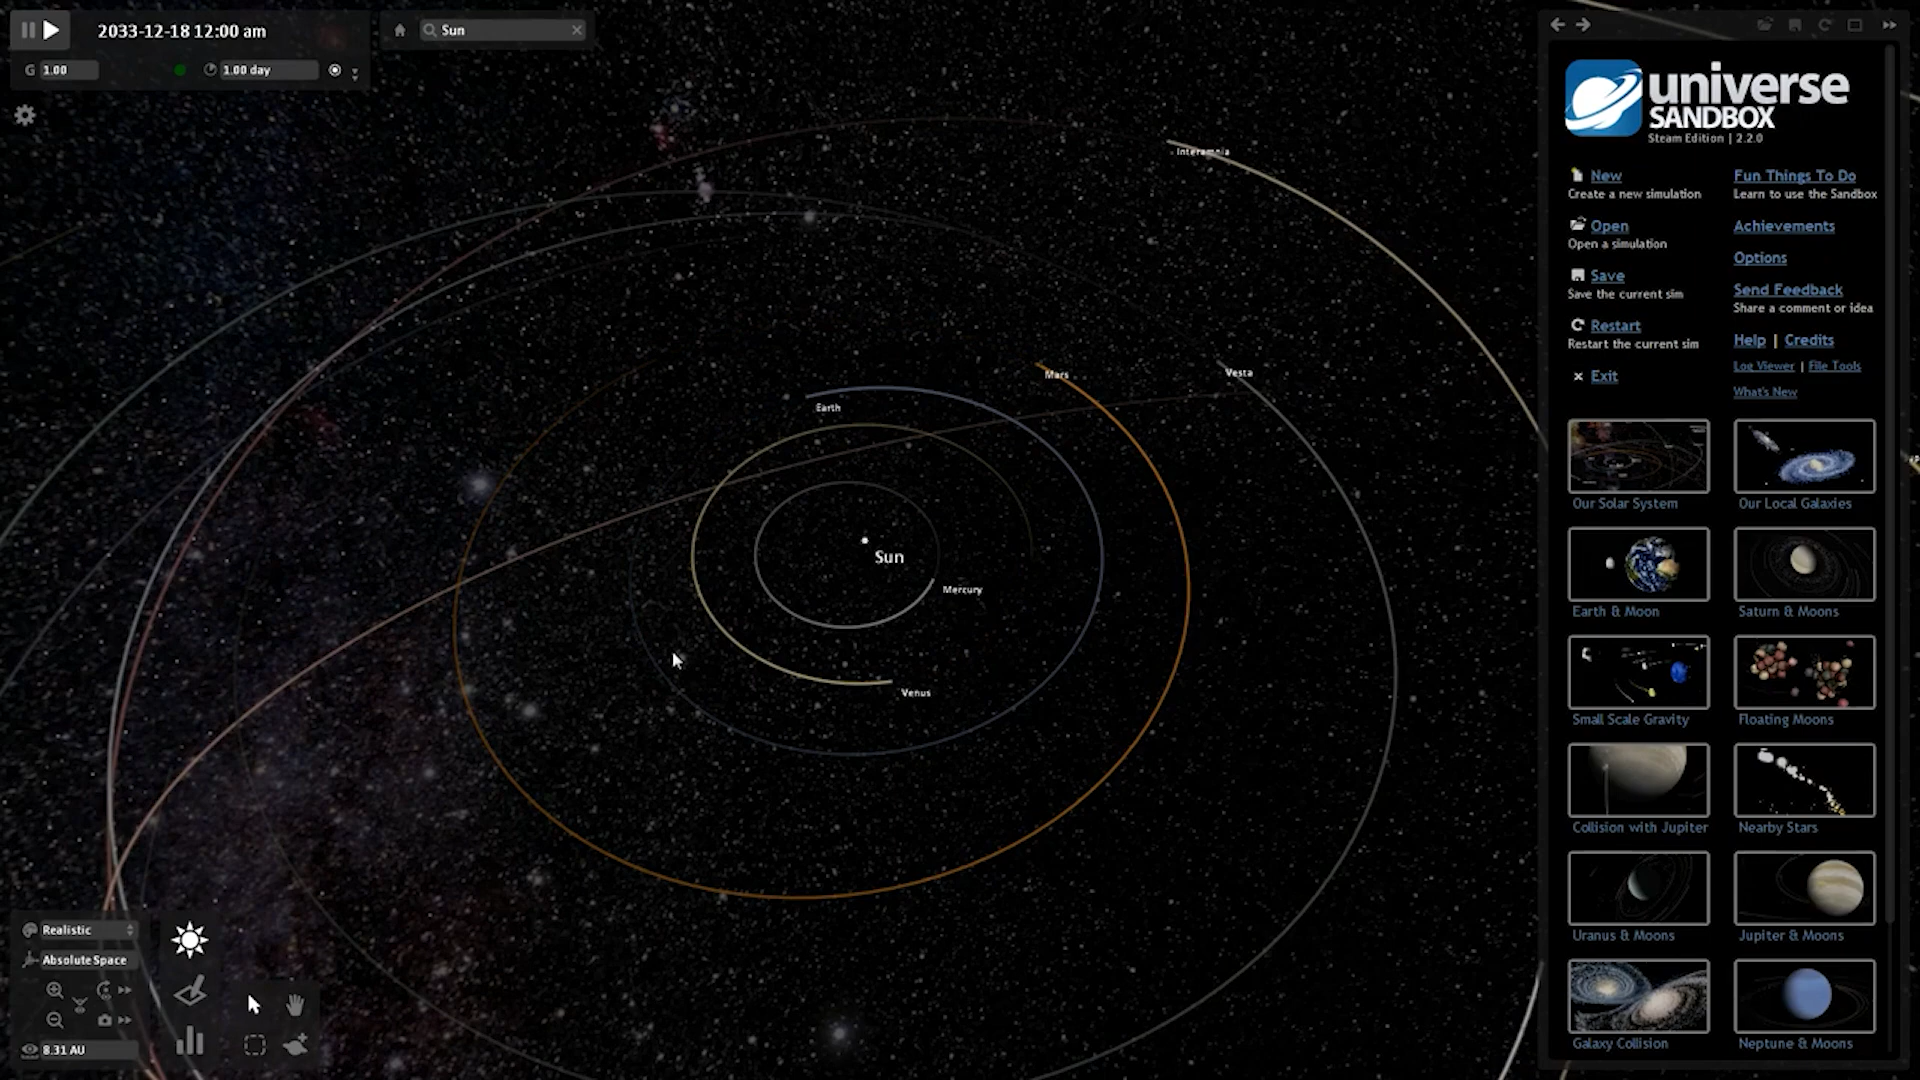 2033-12-18 12:00 am
Sun
G 1.00
1.00 day
Interamnia
Mars
Vesta
Earth
Sun
Mercury
Venus
Realistic
Absolute Space
8.31 AU
universe
SANDBOX
Steam Edition | 2.2.0
New
Create a new simulation
Open
Open a simulation
Save
Save the current sim
Restart
Restart the current sim
Exit
Fun Things To Do
Learn to use the Sandbox
Achievements
Options
Send Feedback
Share a comment or idea
Help | Credits
Log Viewer | File Tools
What's New
Our Solar System
Our Local Galaxies
Earth & Moon
Saturn & Moons
Small Scale Gravity
Floating Moons
Collision with Jupiter
Nearby Stars
Uranus & Moons
Jupiter & Moons
Galaxy Collision
Neptune & Moons